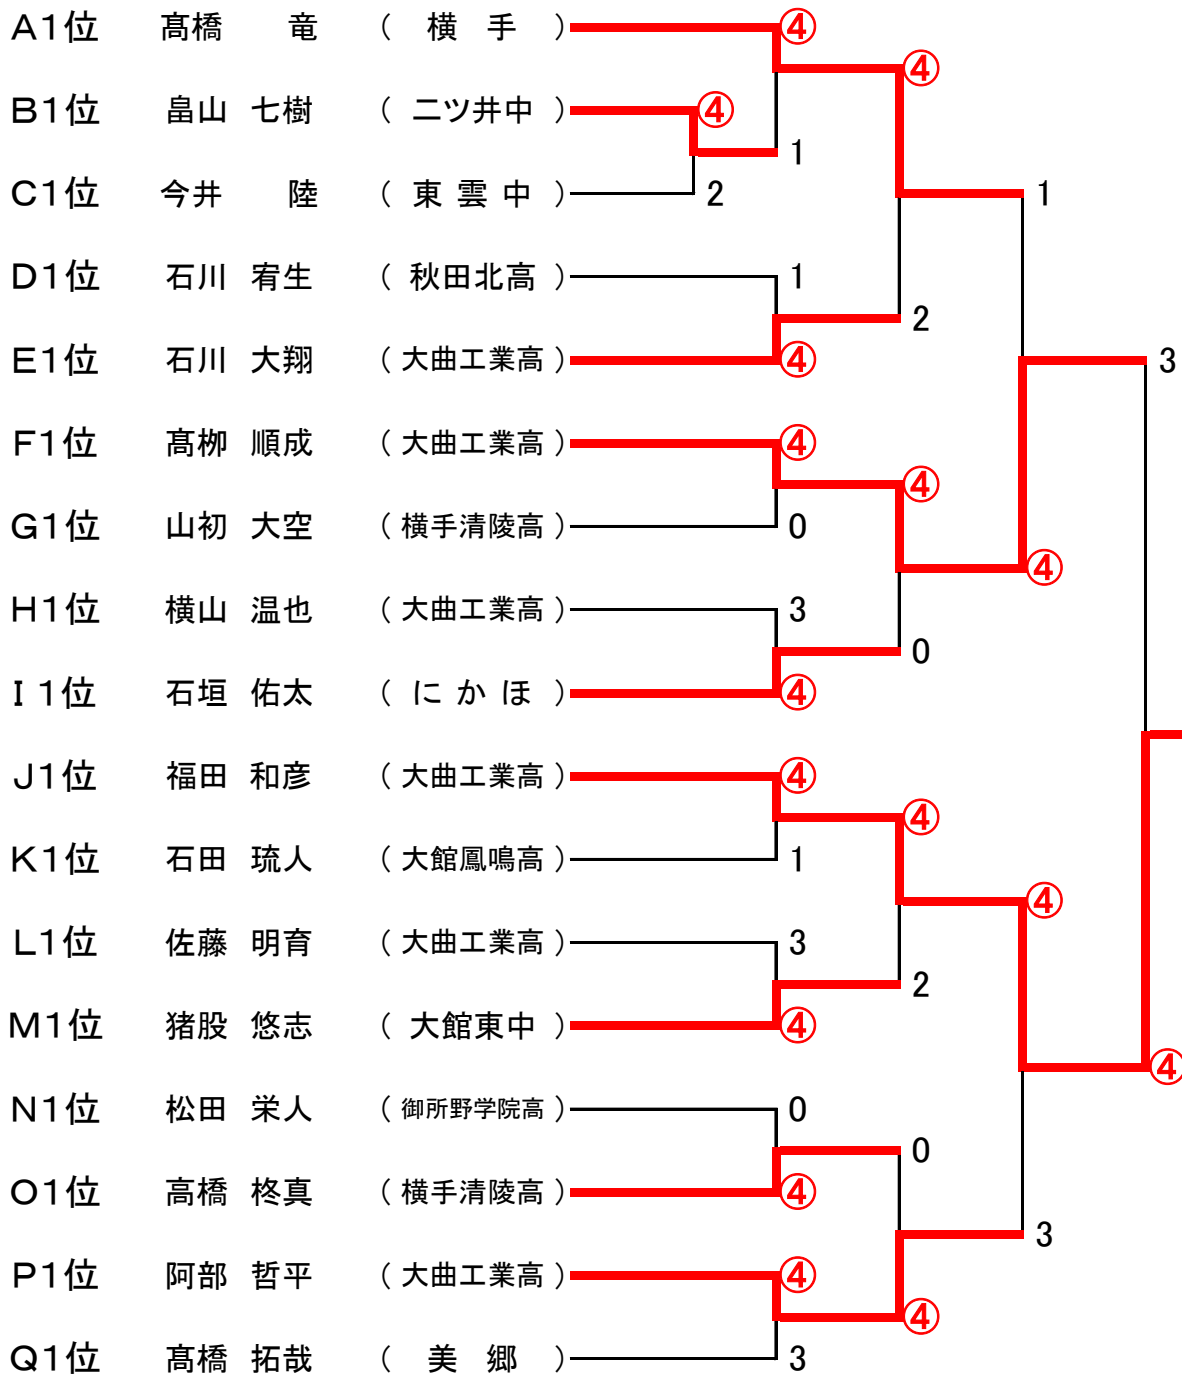 A1位 髙橋 竜 ( 横 手 ) ④
④
B1位 畠山 七樹 ( 二ツ井中 ) ④
1
C1位 今井 陸 ( 東 雲 中 ) 2 1
D1位 石川 宥生 ( 秋田北高 ) 1
2
E1位 石川 大翔 ( 大曲工業高 ) ④ 3
F1位 髙栁 順成 ( 大曲工業高 ) ④
④
G1位 山初 大空 ( 横手清陵高 ) 0
④
H1位 横山 温也 ( 大曲工業高 ) 3
0
I1位 石垣 佑太 ( に か ほ ) ④
J1位 福田 和彦 ( 大曲工業高 ) ④
④
K1位 石田 琉人 ( 大館鳳鳴高 ) 1
④
L1位 佐藤 明育 ( 大曲工業高 ) 3
2
M1位 猪股 悠志 ( 大館東中 ) ④
④
N1位 松田 栄人 ( 御所野学院高 ) 0
0
O1位 高橋 柊真 ( 横手清陵高 ) ④
3
P1位 阿部 哲平 ( 大曲工業高 ) ④
④
Q1位 髙橋 拓哉 ( 美 郷 ) 3